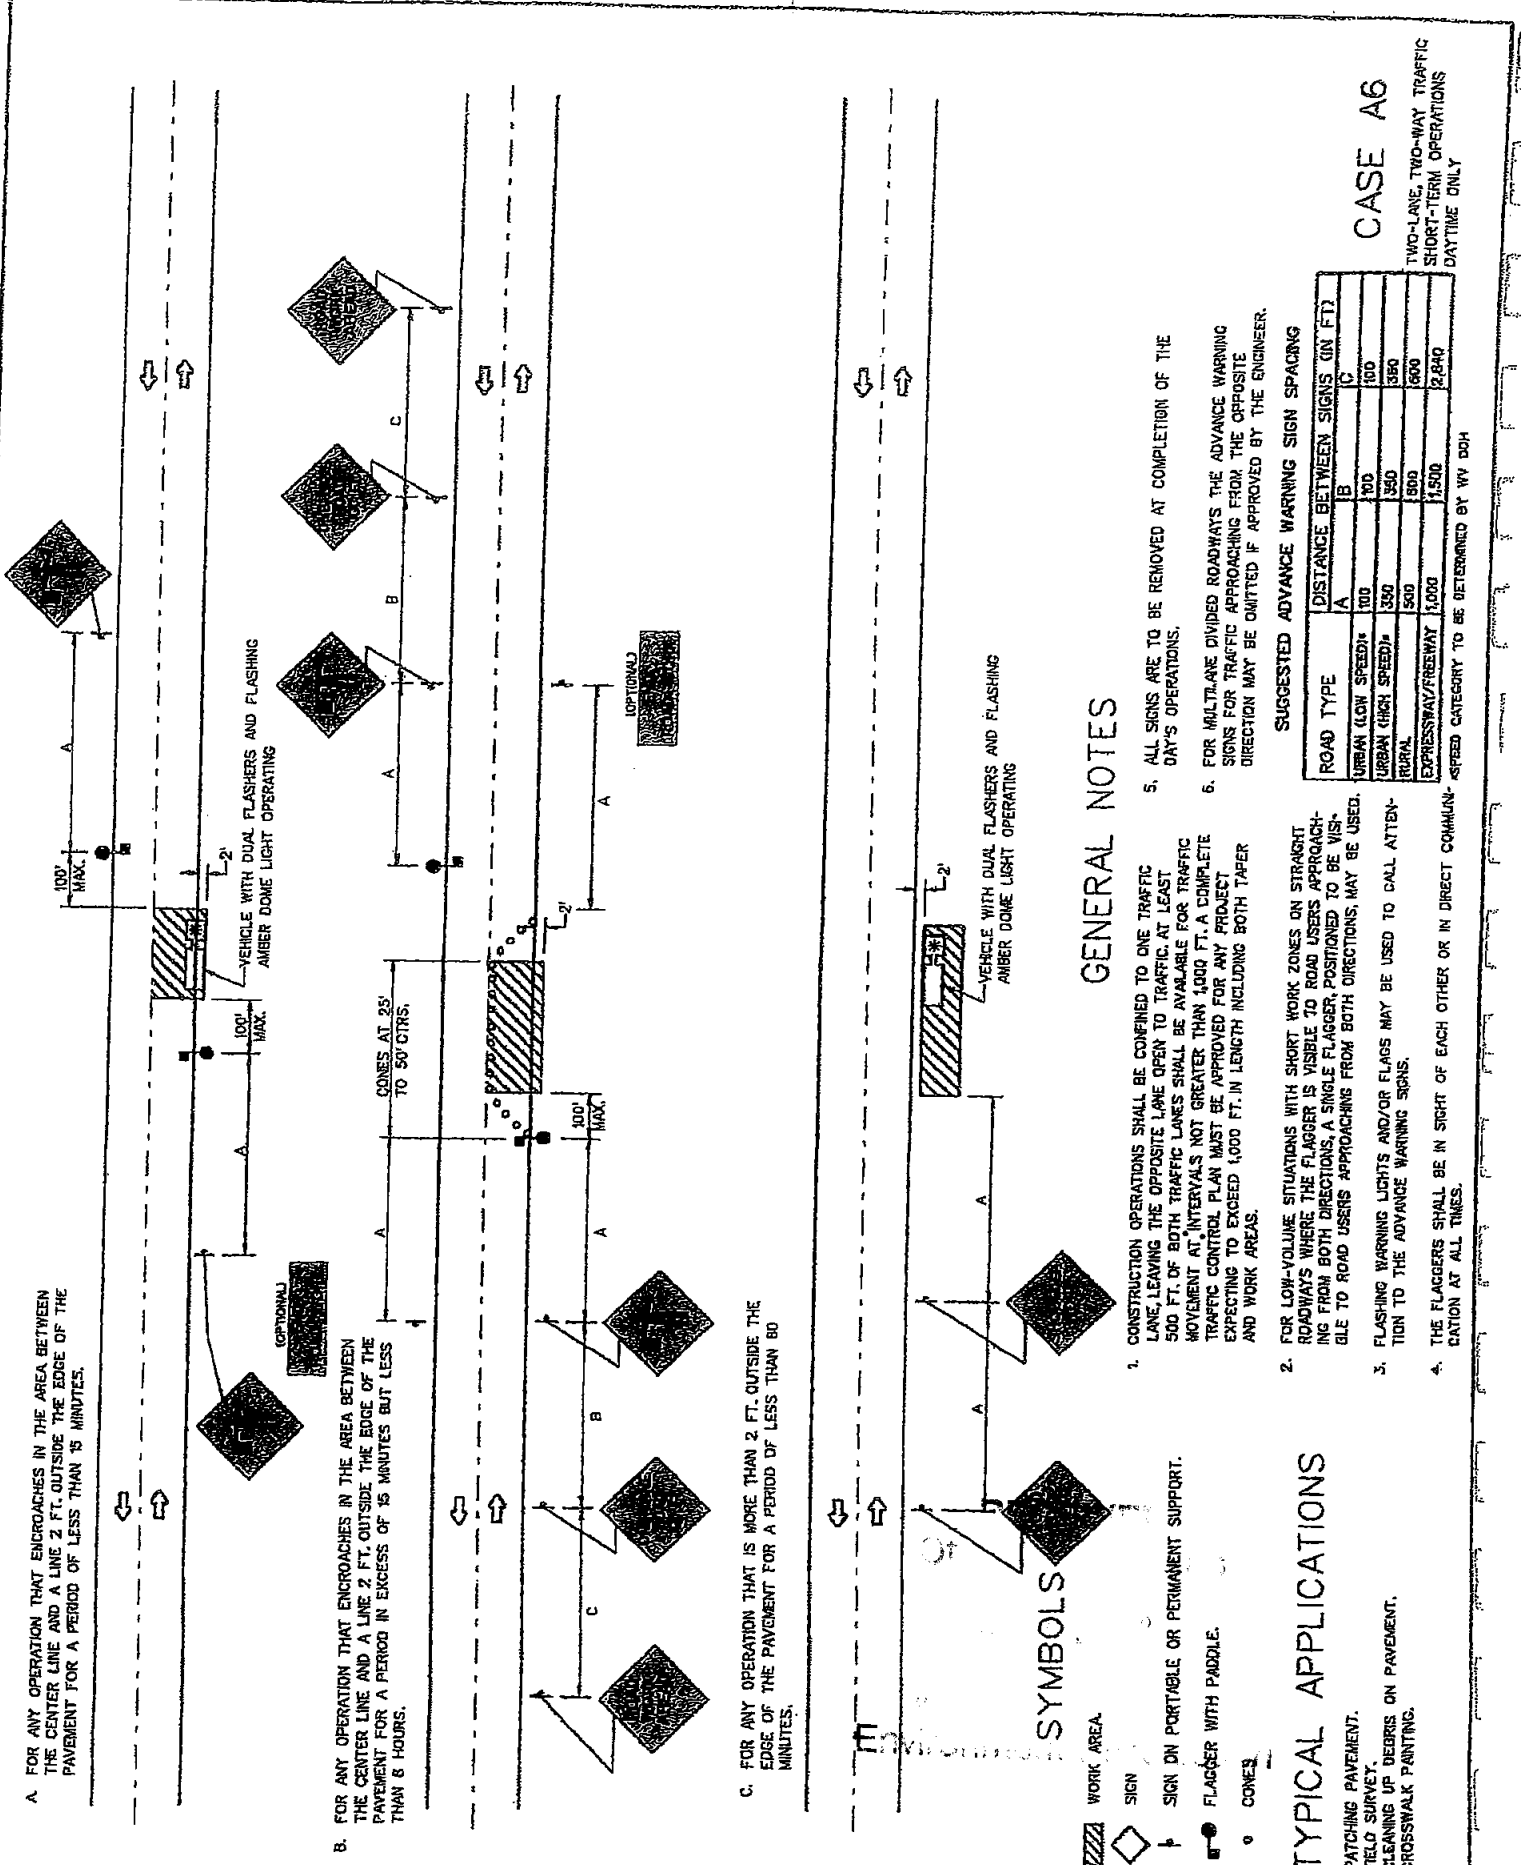 A. FOR ANY OPERATION THAT ENCROACHES IN THE AREA BETWEEN
THE CENTER LINE AND A LINE 2 FT. OUTSIDE THE EDGE OF THE
PAVEMENT FOR A PERIOD OF LESS THAN 15 MINUTES.
A
100'
MAX.
2'
VEHICLE WITH DUAL FLASHERS AND FLASHING
AMBER DOME LIGHT OPERATING
100'
MAX.
A
(OPTIONAL)
B. FOR ANY OPERATION THAT ENCROACHES IN THE AREA BETWEEN
THE CENTER LINE AND A LINE 2 FT. OUTSIDE THE EDGE OF THE
PAVEMENT FOR A PERIOD IN EXCESS OF 15 MINUTES BUT LESS
THAN 8 HOURS.
ROAD
WORK
AHEAD
C
B
A
CONES AT 25'
TO 50' CTRS.
A
2'
A
(OPTIONAL)
100'
MAX.
A
B
C
ROAD
WORK
AHEAD
C. FOR ANY OPERATION THAT IS MORE THAN 2 FT. OUTSIDE THE
EDGE OF THE PAVEMENT FOR A PERIOD OF LESS THAN 60
MINUTES.
2'
VEHICLE WITH DUAL FLASHERS AND FLASHING
AMBER DOME LIGHT OPERATING
A
A
SYMBOLS
WORK AREA.
SIGN
SIGN ON PORTABLE OR PERMANENT SUPPORT.
FLAGGER WITH PADDLE.
CONES
TYPICAL APPLICATIONS
PATCHING PAVEMENT.
FIELD SURVEY.
CLEANING UP DEBRIS ON PAVEMENT.
CROSSWALK PAINTING.
GENERAL NOTES
1. CONSTRUCTION OPERATIONS SHALL BE CONFINED TO ONE TRAFFIC
LANE, LEAVING THE OPPOSITE LANE OPEN TO TRAFFIC. AT LEAST
500 FT. OF BOTH TRAFFIC LANES SHALL BE AVAILABLE FOR TRAFFIC
MOVEMENT AT INTERVALS NOT GREATER THAN 1,000 FT. A COMPLETE
TRAFFIC CONTROL PLAN MUST BE APPROVED FOR ANY PROJECT
EXPECTING TO EXCEED 1,000 FT. IN LENGTH INCLUDING BOTH TAPER
AND WORK AREAS.
2. FOR LOW-VOLUME SITUATIONS WITH SHORT WORK ZONES ON STRAIGHT
ROADWAYS WHERE THE FLAGGER IS VISIBLE TO ROAD USERS APPROACH-
ING FROM BOTH DIRECTIONS, A SINGLE FLAGGER, POSITIONED TO BE VISI-
BLE TO ROAD USERS APPROACHING FROM BOTH DIRECTIONS, MAY BE USED.
3. FLASHING WARNING LIGHTS AND/OR FLAGS MAY BE USED TO CALL ATTEN-
TION TO THE ADVANCE WARNING SIGNS.
4. THE FLAGGERS SHALL BE IN SIGHT OF EACH OTHER OR IN DIRECT COMMUNI-
CATION AT ALL TIMES.
5. ALL SIGNS ARE TO BE REMOVED AT COMPLETION OF THE
DAY'S OPERATIONS.
6. FOR MULTILANE DIVIDED ROADWAYS THE ADVANCE WARNING
SIGNS FOR TRAFFIC APPROACHING FROM THE OPPOSITE
DIRECTION MAY BE OMITTED IF APPROVED BY THE ENGINEER.
SUGGESTED ADVANCE WARNING SIGN SPACING
ROAD TYPE DISTANCE BETWEEN SIGNS (IN FT)
A B C
URBAN (LOW SPEED)* 100 100 100
URBAN (HIGH SPEED)* 350 350 350
RURAL 500 500 500
EXPRESSWAY/FREEWAY 1,000 1,500 2,640
*SPEED CATEGORY TO BE DETERMINED BY WV DOH
CASE A6
TWO-LANE, TWO-WAY TRAFFIC
SHORT-TERM OPERATIONS
DAYTIME ONLY